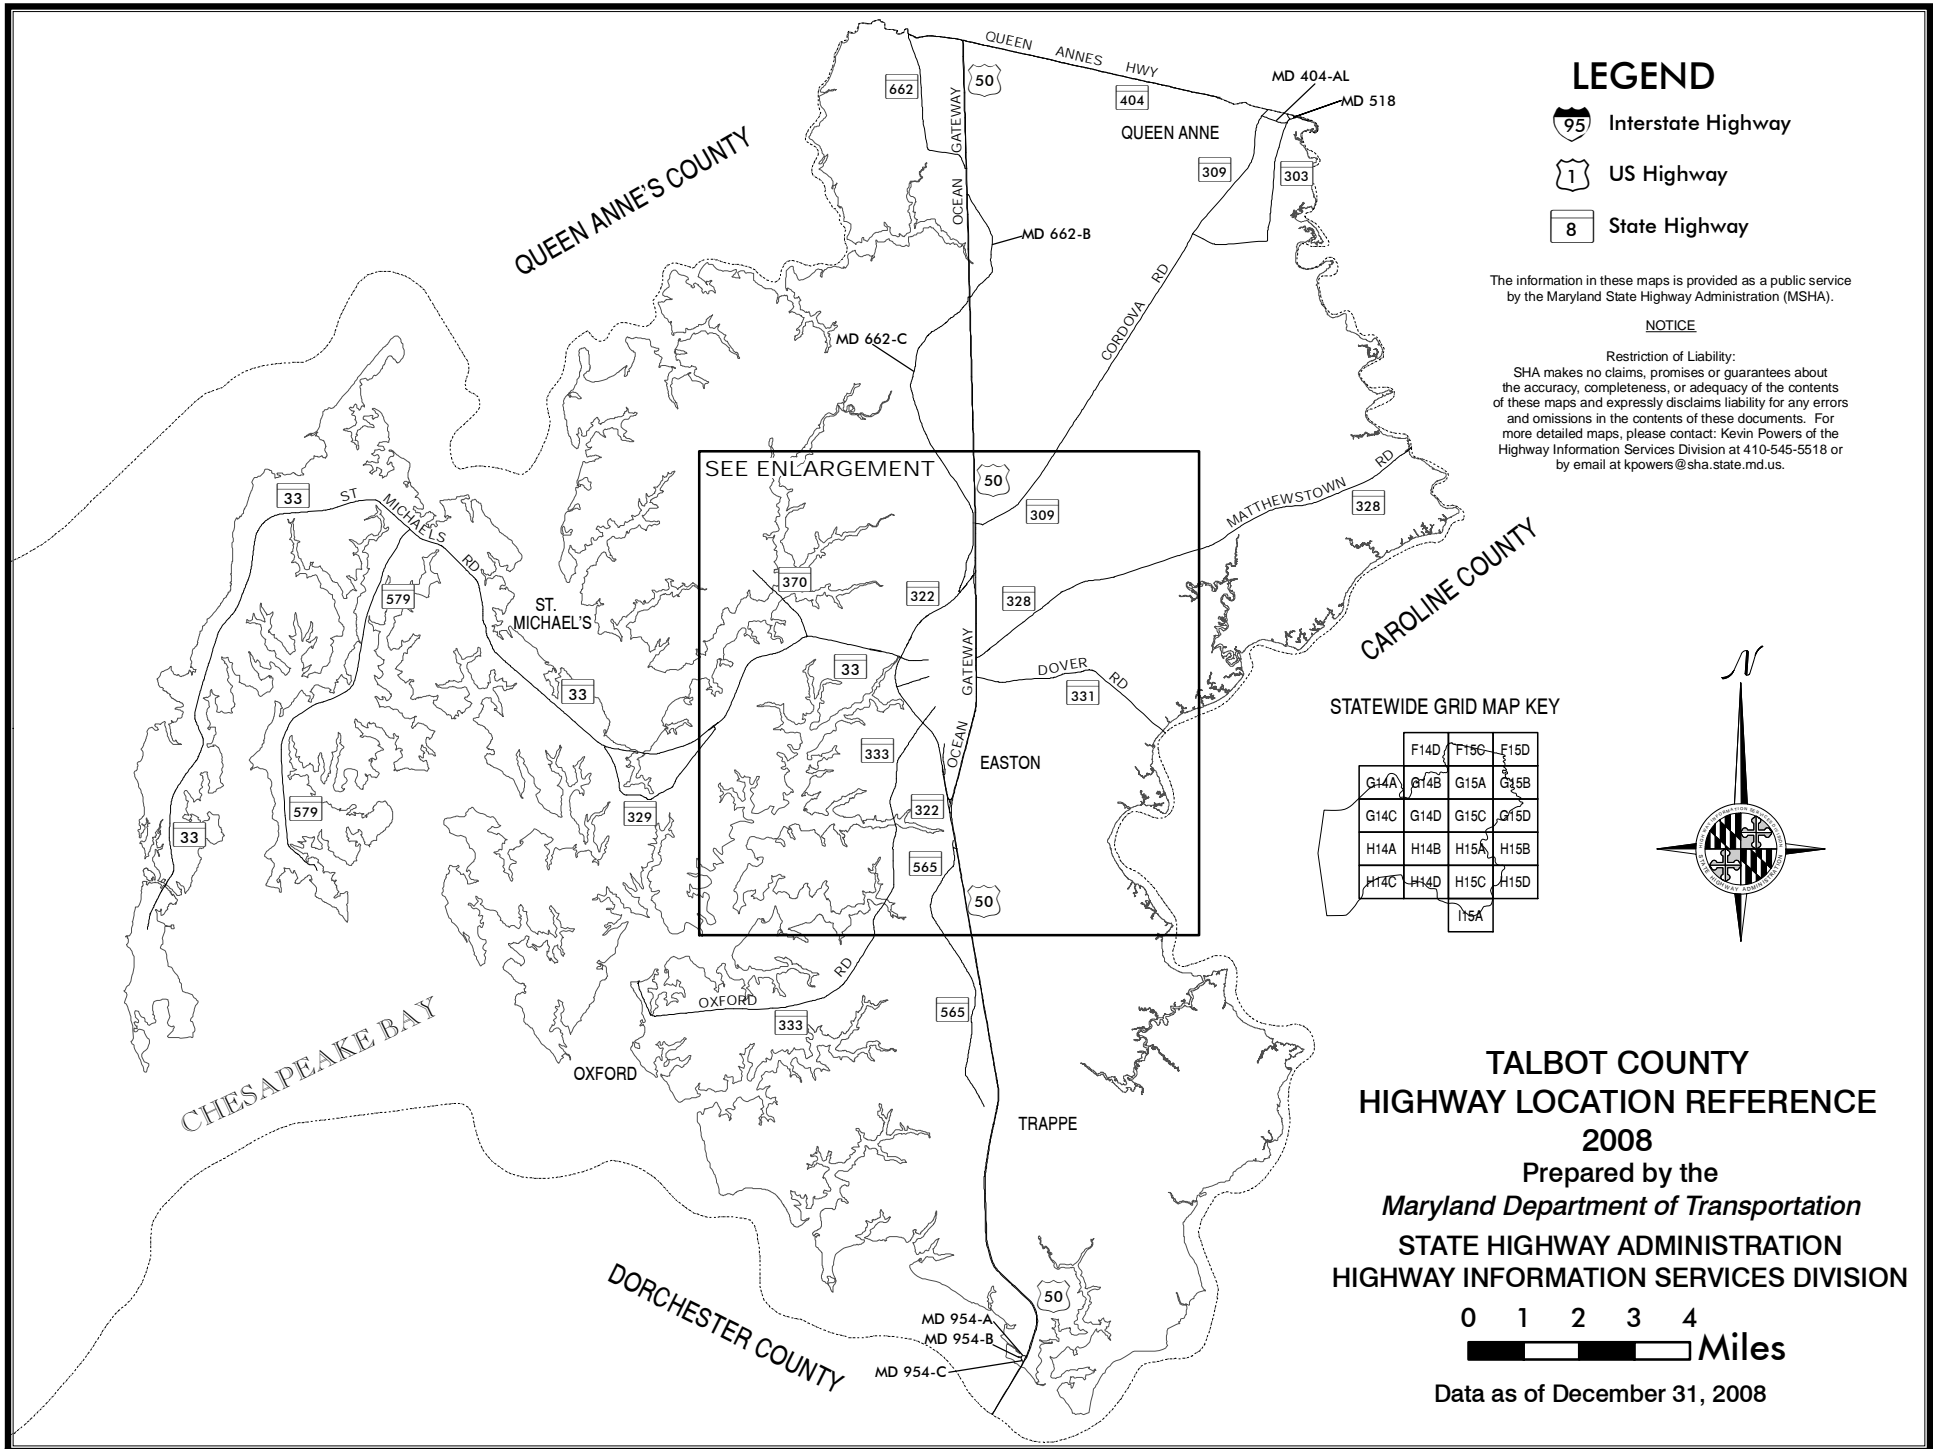 QUEEN ANNES HWY
50
662
404
MD 404-AL
MD 518
QUEEN ANNE
309
303
OCEAN GATEWAY
QUEEN ANNE'S COUNTY
MD 662-B
CORDOVA RD
MD 662-C
LEGEND
95 Interstate Highway
1 US Highway
8 State Highway
The information in these maps is provided as a public service
by the Maryland State Highway Administration (MSHA).
NOTICE
Restriction of Liability:
SHA makes no claims, promises or guarantees about
the accuracy, completeness, or adequacy of the contents
of these maps and expressly disclaims liability for any errors
and omissions in the contents of these documents. For
more detailed maps, please contact: Kevin Powers of the
Highway Information Services Division at 410-545-5518 or
by email at kpowers@sha.state.md.us.
SEE ENLARGEMENT
50
309
MATTHEWSTOWN RD
328
33
ST MICHAELS RD
579
370
322
328
ST.
MICHAEL'S
CAROLINE COUNTY
33
33
OCEAN GATEWAY
DOVER RD
331
333
EASTON
579
329
322
33
565
50
STATEWIDE GRID MAP KEY
F14D F15C F15D
G14A G14B G15A G15B
G14C G14D G15C G15D
H14A H14B H15A H15B
H14C H14D H15C H15D
I15A
N
HIGHWAY INFORMATION SERVICES DIVISION
STATE HIGHWAY ADMINISTRATION
OXFORD RD
333
565
CHESAPEAKE BAY
OXFORD
TRAPPE
DORCHESTER COUNTY
50
MD 954-A
MD 954-B
MD 954-C
TALBOT COUNTY
HIGHWAY LOCATION REFERENCE
2008
Prepared by the
Maryland Department of Transportation
STATE HIGHWAY ADMINISTRATION
HIGHWAY INFORMATION SERVICES DIVISION
0 1 2 3 4
Miles
Data as of December 31, 2008